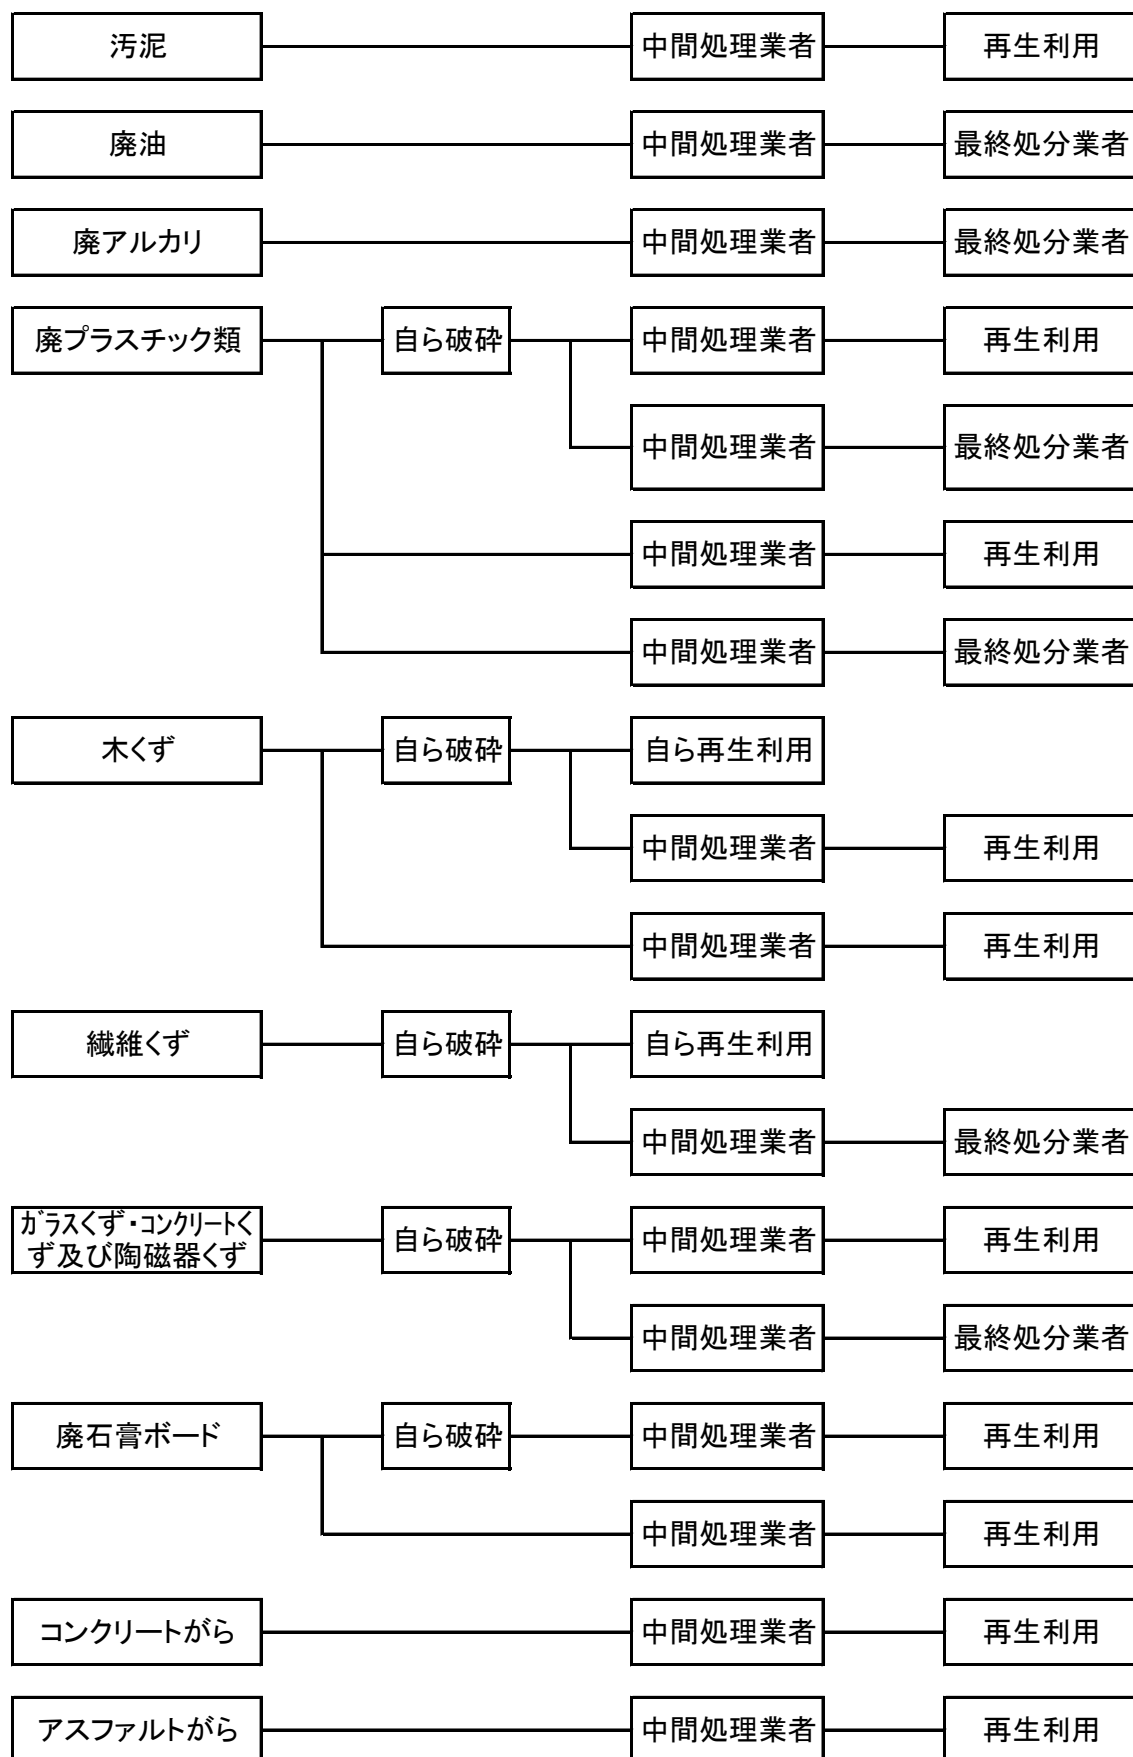 汚泥
中間処理業者
再生利用
廃油
中間処理業者
最終処分業者
廃アルカリ
中間処理業者
最終処分業者
廃プラスチック類
自ら破砕
中間処理業者
再生利用
中間処理業者
最終処分業者
中間処理業者
再生利用
中間処理業者
最終処分業者
木くず
自ら破砕
自ら再生利用
中間処理業者
再生利用
中間処理業者
再生利用
繊維くず
自ら破砕
自ら再生利用
中間処理業者
最終処分業者
ガラスくず・コンクリートく
ず及び陶磁器くず
自ら破砕
中間処理業者
再生利用
中間処理業者
最終処分業者
廃石膏ボード
自ら破砕
中間処理業者
再生利用
中間処理業者
再生利用
コンクリートがら
中間処理業者
再生利用
アスファルトがら
中間処理業者
再生利用